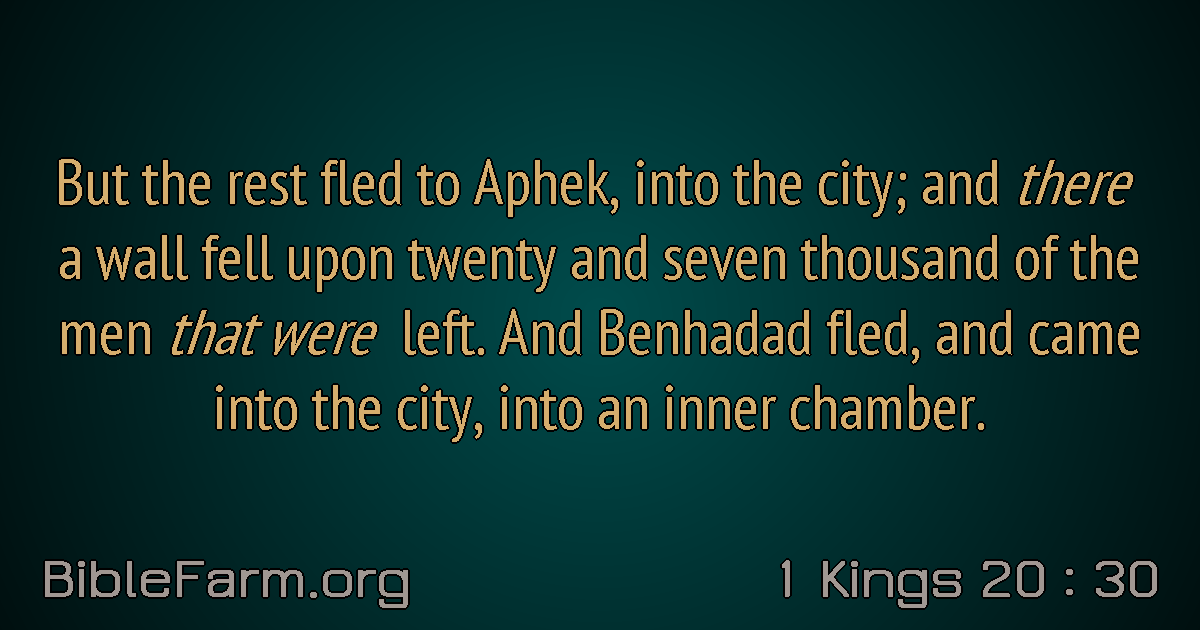 But the rest fled to Aphek, into the city; and there
a wall fell upon twenty and seven thousand of the
men that were left. And Benhadad fled, and came
into the city, into an inner chamber.
BibleFarm.org
1 Kings 20 : 30